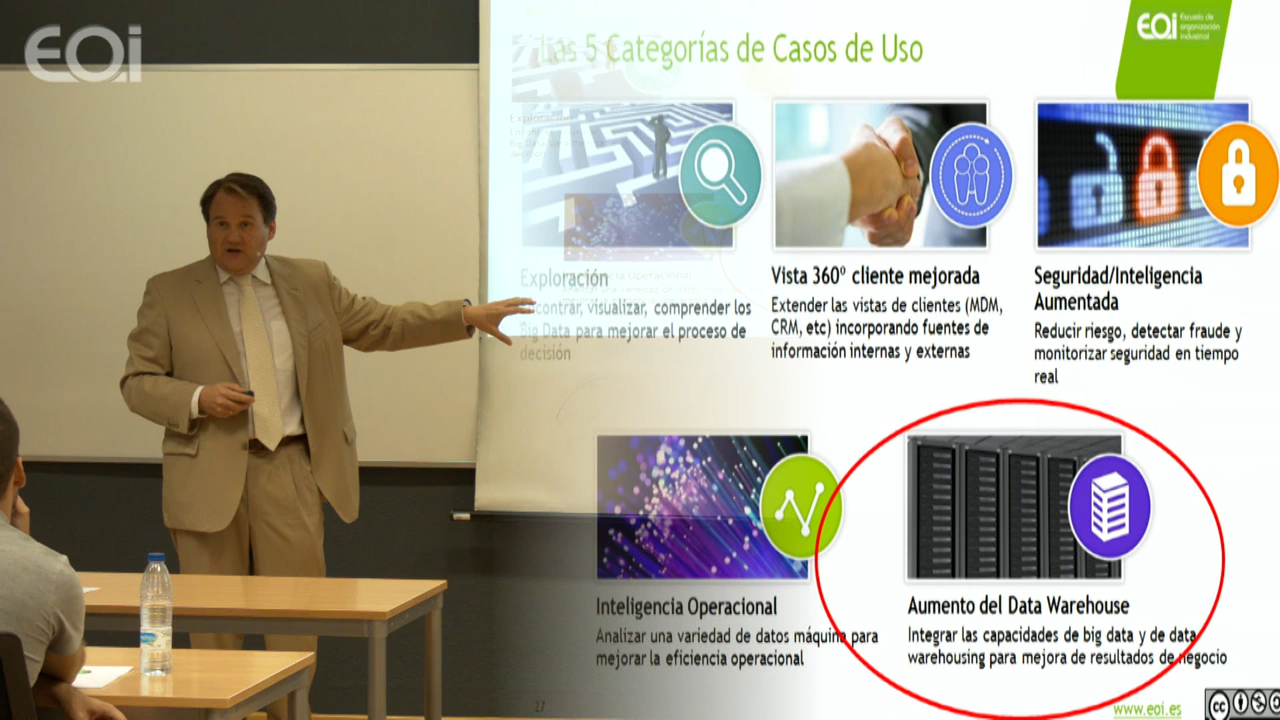 EOi
EOi
Escuela de
organización
industrial
Las 5 Categorías de Casos de Uso
Exploración
Encontrar, visualizar, comprender los
Big Data para mejorar el proceso de
decisión
Vista 360º cliente mejorada
Extender las vistas de clientes (MDM,
CRM, etc) incorporando fuentes de
información internas y externas
Seguridad/Inteligencia
Aumentada
Reducir riesgo, detectar fraude y
monitorizar seguridad en tiempo
real
Inteligencia Operacional
Analizar una variedad de datos máquina para
mejorar la eficiencia operacional
Aumento del Data Warehouse
Integrar las capacidades de big data y de data
warehousing para mejora de resultados de negocio
27
www.eoi.es
cc